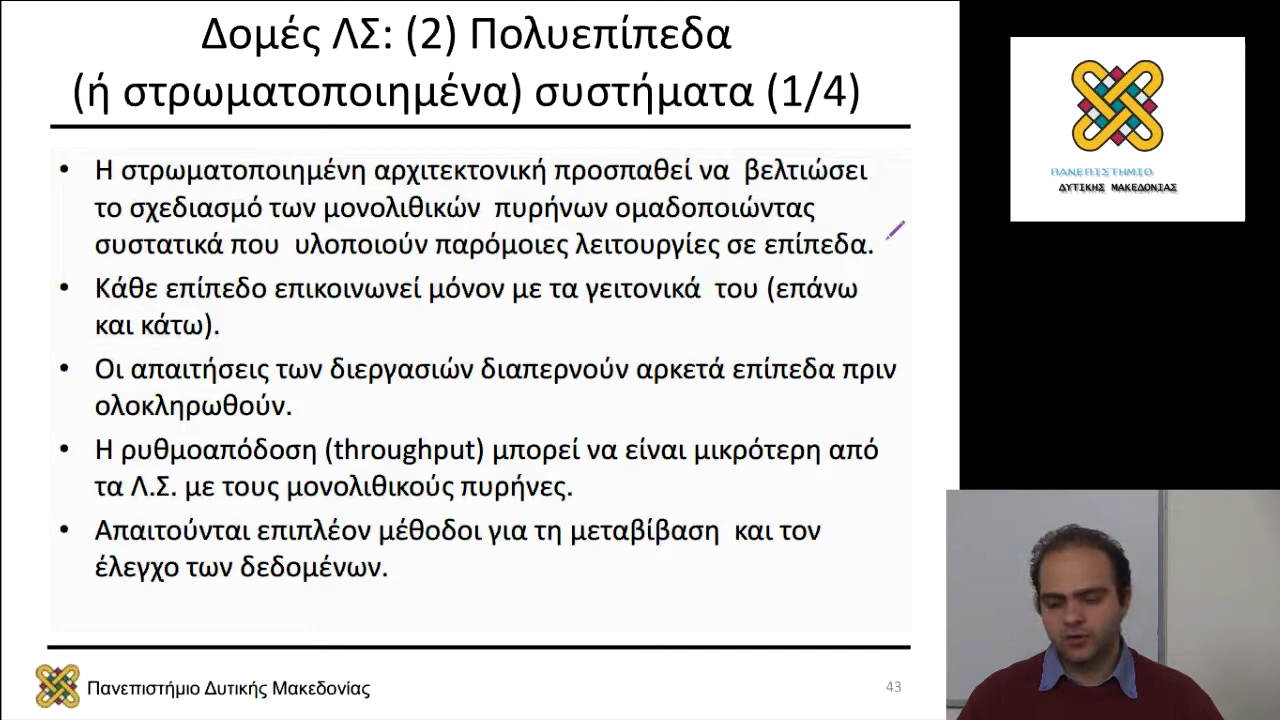 Δομές ΛΣ: (2) Πολυεπίπεδα
(ή στρωματοποιημένα) συστήματα (1/4)
• Η στρωματοποιημένη αρχιτεκτονική προσπαθεί να βελτιώσει
το σχεδιασμό των μονολιθικών πυρήνων ομαδοποιώντας
συστατικά που υλοποιούν παρόμοιες λειτουργίες σε επίπεδα.
• Κάθε επίπεδο επικοινωνεί μόνον με τα γειτονικά του (επάνω
και κάτω).
• Οι απαιτήσεις των διεργασιών διαπερνούν αρκετά επίπεδα πριν
ολοκληρωθούν.
• Η ρυθμοαπόδοση (throughput) μπορεί να είναι μικρότερη από
τα Λ.Σ. με τους μονολιθικούς πυρήνες.
• Απαιτούνται επιπλέον μέθοδοι για τη μεταβίβαση και τον
έλεγχο των δεδομένων.
Πανεπιστήμιο Δυτικής Μακεδονίας
43
ΠΑΝΕΠΙΣΤΗΜΙΟ
ΔΥΤΙΚΗΣ ΜΑΚΕΔΟΝΙΑΣ